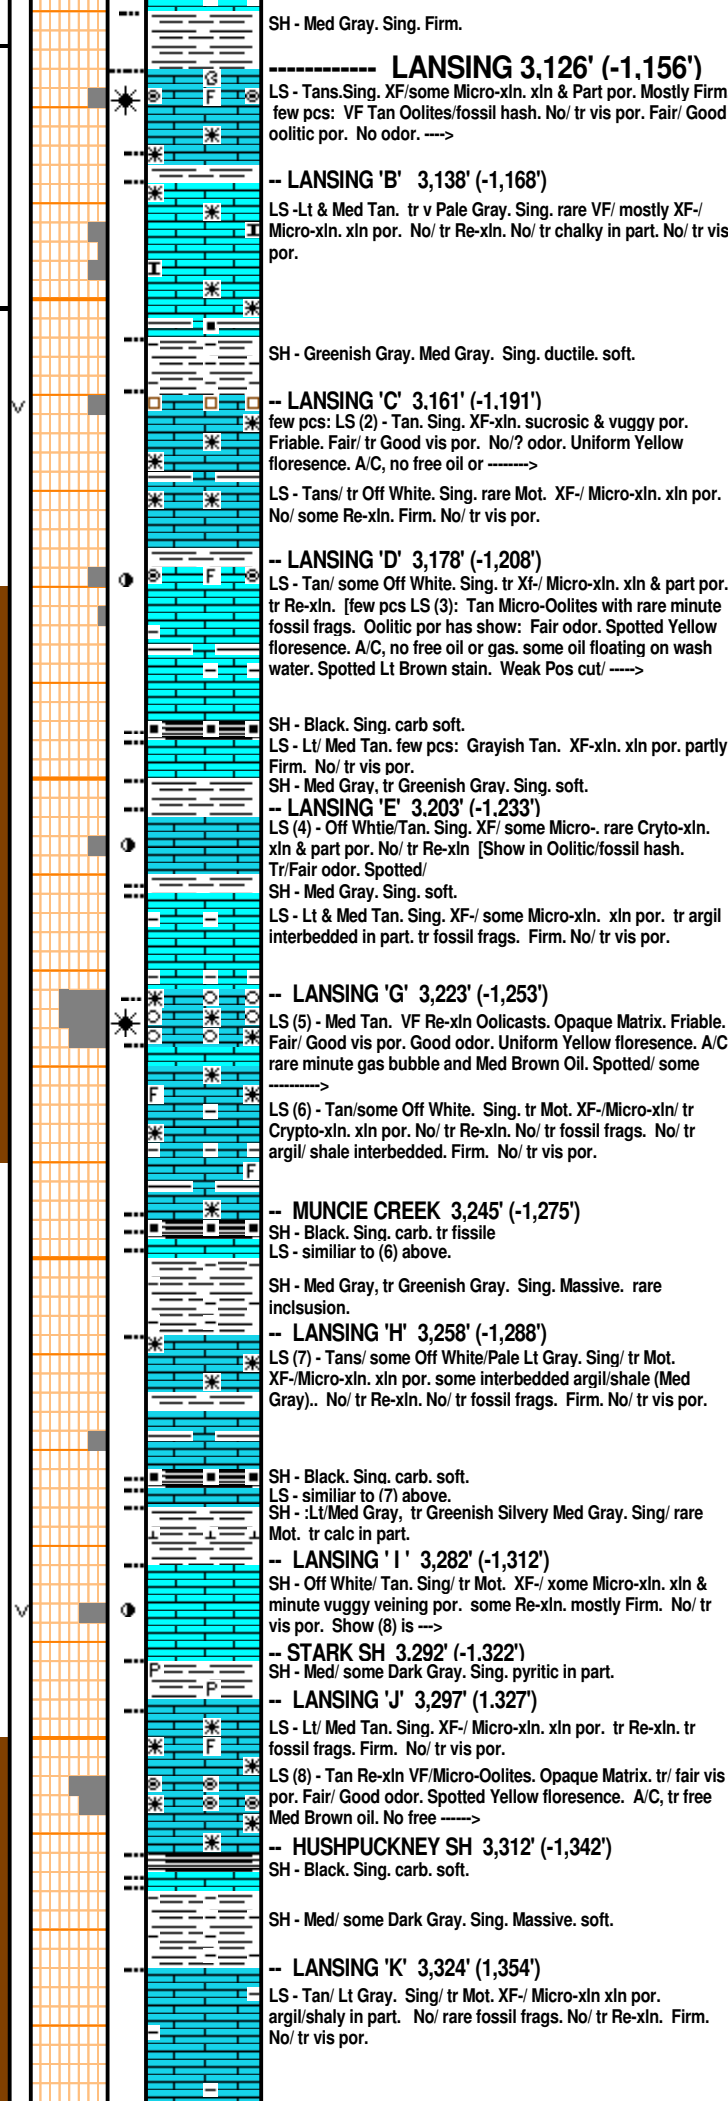 SH - Med Gray. Sing. Firm.
------------ LANSING 3,126' (-1,156')
LS - Tans.Sing. XF/some Micro-xln. xln & Part por. Mostly Firm
few pcs: VF Tan Oolites/fossil hash. No/ tr vis por. Fair/ Good
oolitic por. No odor. ---->
-- LANSING 'B' 3,138' (-1,168')
LS -Lt & Med Tan. tr v Pale Gray. Sing. rare VF/ mostly XF-/
Micro-xln. xln por. No/ tr Re-xln. No/ tr chalky in part. No/ tr vis
por.
SH - Greenish Gray. Med Gray. Sing. ductile. soft.
-- LANSING 'C' 3,161' (-1,191')
few pcs: LS (2) - Tan. Sing. XF-xln. sucrosic & vuggy por.
Friable. Fair/ tr Good vis por. No/? odor. Uniform Yellow
floresence. A/C, no free oil or -------->
LS - Tans/ tr Off White. Sing. rare Mot. XF-/ Micro-xln. xln por.
No/ some Re-xln. Firm. No/ tr vis por.
-- LANSING 'D' 3,178' (-1,208')
LS - Tan/ some Off White. Sing. tr Xf-/ Micro-xln. xln & part por.
tr Re-xln. [few pcs LS (3): Tan Micro-Oolites with rare minute
fossil frags. Oolitic por has show: Fair odor. Spotted Yellow
floresence. A/C, no free oil or gas. some oil floating on wash
water. Spotted Lt Brown stain. Weak Pos cut/ ----->
SH - Black. Sing. carb soft.
LS - Lt/ Med Tan. few pcs: Grayish Tan. XF-xln. xln por. partly
Firm. No/ tr vis por.
SH - Med Gray, tr Greenish Gray. Sing. soft.
-- LANSING 'E' 3,203' (-1,233')
LS (4) - Off Whtie/Tan. Sing. XF/ some Micro-. rare Cryto-xln.
xln & part por. No/ tr Re-xln [Show in Oolitic/fossil hash.
Tr/Fair odor. Spotted/
SH - Med Gray. Sing. soft.
LS - Lt & Med Tan. Sing. XF-/ some Micro-xln. xln por. tr argil
interbedded in part. tr fossil frags. Firm. No/ tr vis por.
-- LANSING 'G' 3,223' (-1,253')
LS (5) - Med Tan. VF Re-xln Oolicasts. Opaque Matrix. Friable.
Fair/ Good vis por. Good odor. Uniform Yellow floresence. A/C
rare minute gas bubble and Med Brown Oil. Spotted/ some
---------->
LS (6) - Tan/some Off White. Sing. tr Mot. XF-/Micro-xln/ tr
Crypto-xln. xln por. No/ tr Re-xln. No/ tr fossil frags. No/ tr
argil/ shale interbedded. Firm. No/ tr vis por.
-- MUNCIE CREEK 3,245' (-1,275')
SH - Black. Sing. carb. tr fissile
LS - similiar to (6) above.
SH - Med Gray, tr Greenish Gray. Sing. Massive. rare
inclsusion.
-- LANSING 'H' 3,258' (-1,288')
LS (7) - Tans/ some Off White/Pale Lt Gray. Sing/ tr Mot.
XF-/Micro-xln. xln por. some interbedded argil/shale (Med
Gray).. No/ tr Re-xln. No/ tr fossil frags. Firm. No/ tr vis por.
SH - Black. Sing. carb. soft.
LS - similiar to (7) above.
SH - :Lt/Med Gray, tr Greenish Silvery Med Gray. Sing/ rare
Mot. tr calc in part.
-- LANSING ' I ' 3,282' (-1,312')
SH - Off White/ Tan. Sing/ tr Mot. XF-/ xome Micro-xln. xln &
minute vuggy veining por. some Re-xln. mostly Firm. No/ tr
vis por. Show (8) is --->
-- STARK SH 3.292' (-1.322')
SH - Med/ some Dark Gray. Sing. pyritic in part.
-- LANSING 'J' 3,297' (1.327')
LS - Lt/ Med Tan. Sing. XF-/ Micro-xln. xln por. tr Re-xln. tr
fossil frags. Firm. No/ tr vis por.
LS (8) - Tan Re-xln VF/Micro-Oolites. Opaque Matrix. tr/ fair vis
por. Fair/ Good odor. Spotted Yellow floresence. A/C, tr free
Med Brown oil. No free ------>
-- HUSHPUCKNEY SH 3,312' (-1,342')
SH - Black. Sing. carb. soft.
SH - Med/ some Dark Gray. Sing. Massive. soft.
-- LANSING 'K' 3,324' (1,354')
LS - Tan/ Lt Gray. Sing/ tr Mot. XF-/ Micro-xln xln por.
argil/shaly in part. No/ rare fossil frags. No/ tr Re-xln. Firm.
No/ tr vis por.